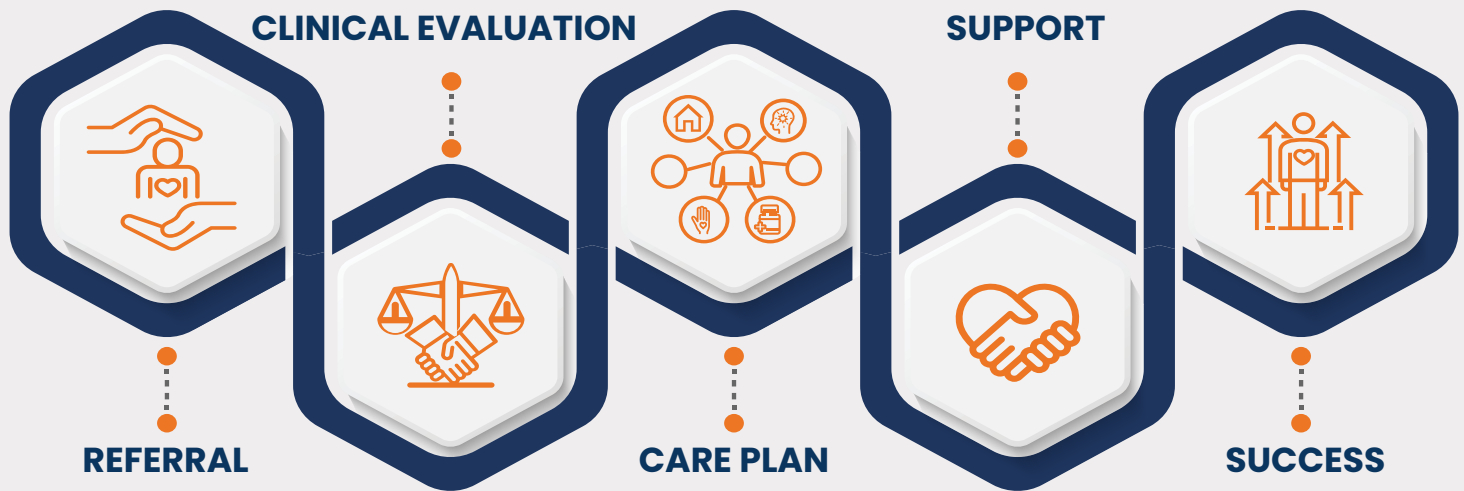 REFERRAL
CLINICAL EVALUATION
CARE PLAN
SUPPORT
SUCCESS